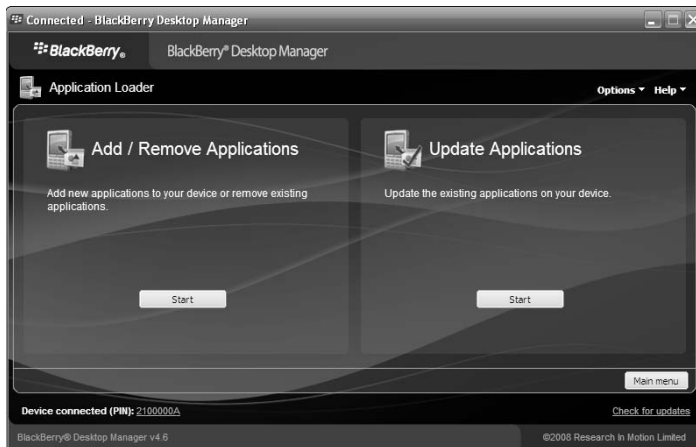 Connected - BlackBerry Desktop Manager
BlackBerry® BlackBerry® Desktop Manager
Application Loader Options Help
Add / Remove Applications
Add new applications to your device or remove existing
applications.
Start
Update Applications
Update the existing applications on your device.
Start
Main menu
Device connected (PIN): 2100000A Check for updates
BlackBerry® Desktop Manager v4.6 ©2008 Research In Motion Limited